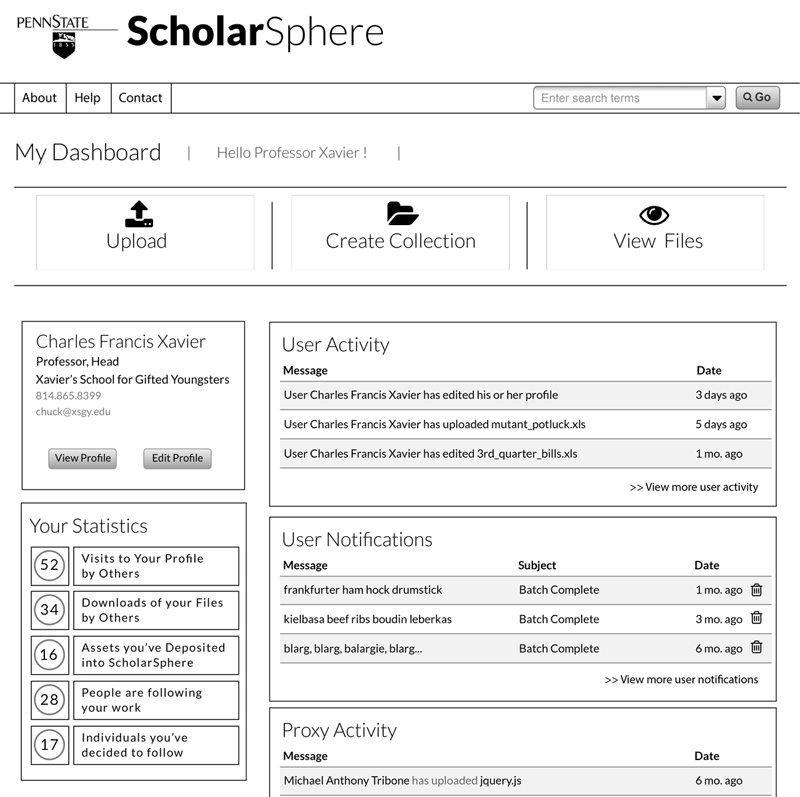 PENNSTATE
1855
ScholarSphere
About Help Contact
Enter search terms
Go
My Dashboard | Hello Professor Xavier ! |
Upload
Create Collection
View Files
Charles Francis Xavier
Professor, Head
Xavier's School for Gifted Youngsters
814.865.8399
chuck@xsgy.edu
View Profile Edit Profile
Your Statistics
52 Visits to Your Profile
by Others
34 Downloads of your Files
by Others
16 Assets you've Deposited
into ScholarSphere
28 People are following
your work
17 Individuals you've
decided to follow
User Activity
Message Date
User Charles Francis Xavier has edited his or her profile 3 days ago
User Charles Francis Xavier has uploaded mutant_potluck.xls 5 days ago
User Charles Francis Xavier has edited 3rd_quarter_bills.xls 1 mo. ago
>> View more user activity
User Notifications
Message Subject Date
frankfurter ham hock drumstick Batch Complete 1 mo. ago
kielbasa beef ribs boudin leberkas Batch Complete 3 mo. ago
blarg, blarg, balargie, blarg... Batch Complete 6 mo. ago
>> View more user notifications
Proxy Activity
Message Date
Michael Anthony Tribone has uploaded jquery.js 6 mo. ago